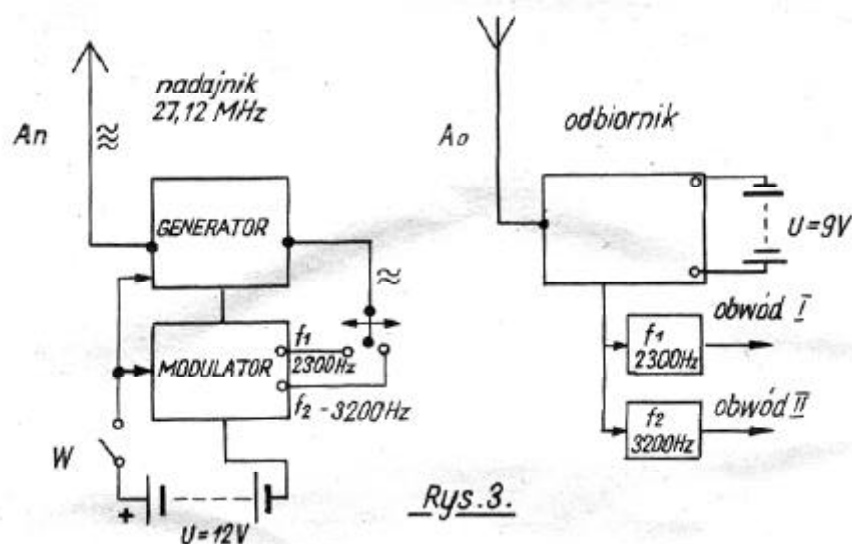 nadajnik
27,12 MHz
An
≈
GENERATOR
≈
MODULATOR
f1
2300Hz
f2 - 3200Hz
W
+
U=12V
Ao
odbiornik
U=9V
f1
2300Hz
obwód I
f2
3200Hz
obwód II
Rys.3.